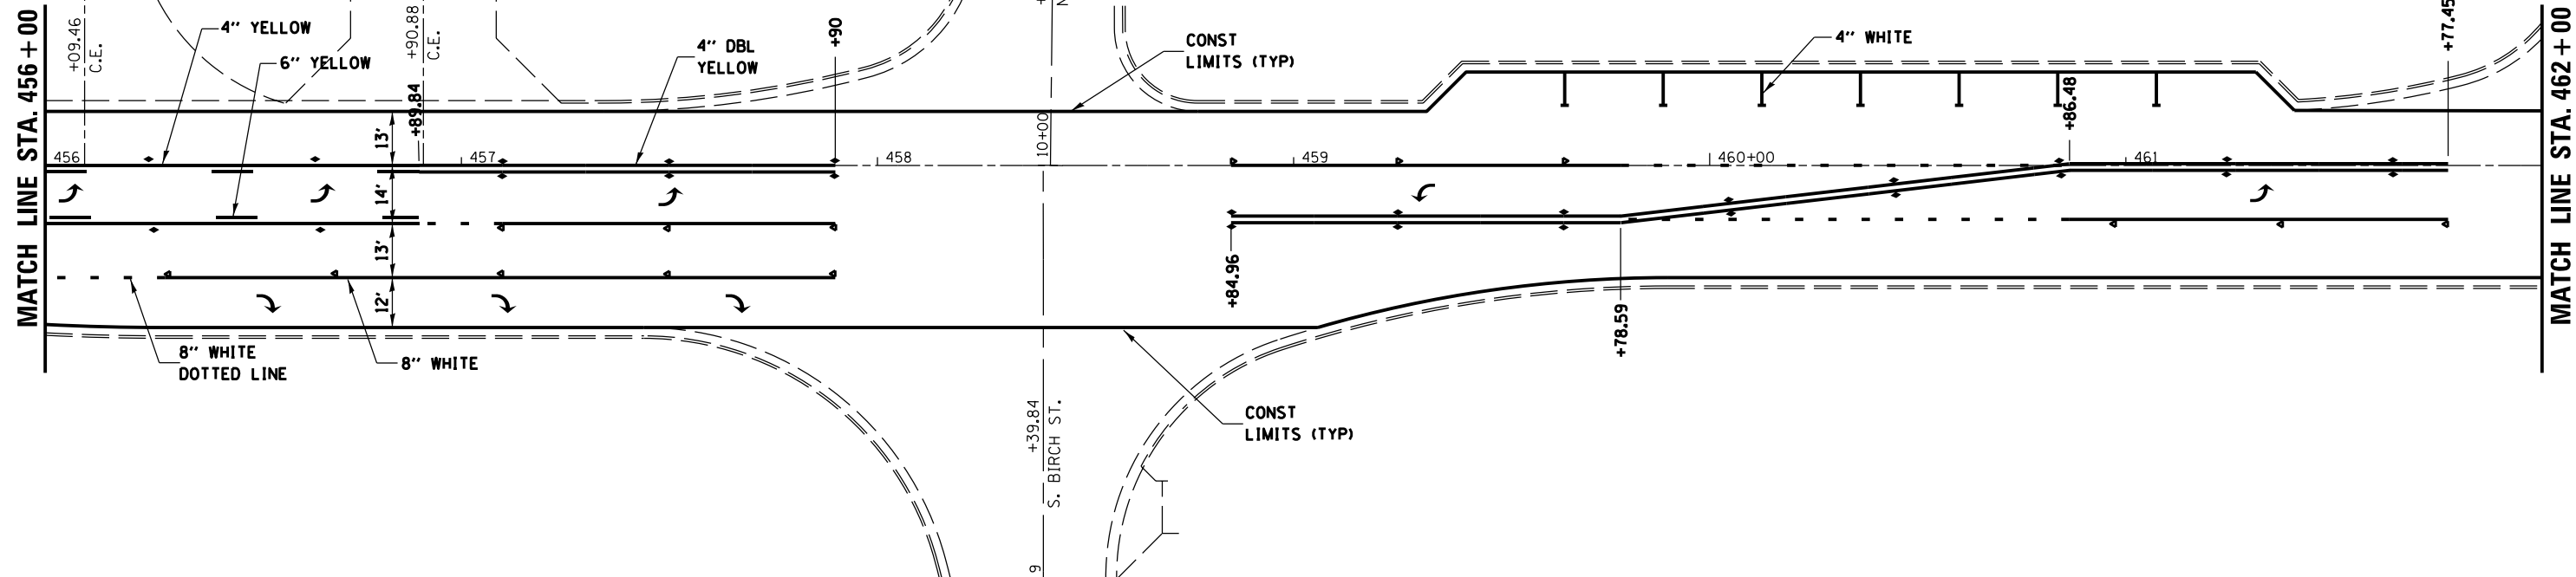 MATCH LINE STA. 456+00
+09.46
C.E.
4" YELLOW
6" YELLOW
+90.88
C.E.
+89.84
4" DBL
YELLOW
+90
CONST
LIMITS (TYP)
10+00
4" WHITE
+86.48
+77.45
MATCH LINE STA. 462+00
456
457
458
459
460+00
461
13'
14'
13'
12'
8" WHITE
DOTTED LINE
8" WHITE
+84.96
+78.59
+39.84
S. BIRCH ST.
CONST
LIMITS (TYP)
9